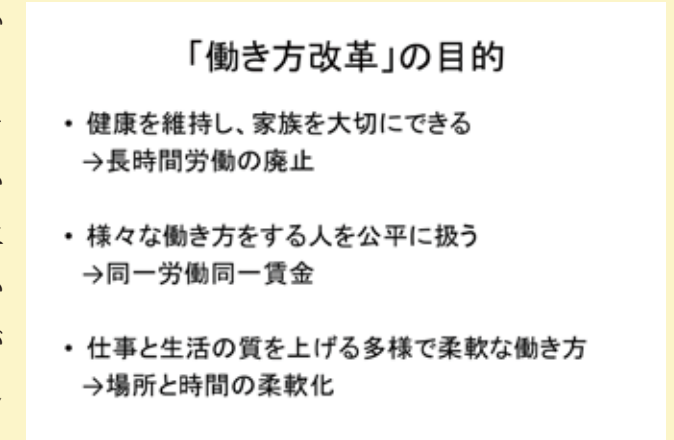 「働き方改革」の目的
• 健康を維持し、家族を大切にできる
→長時間労働の廃止
• 様々な働き方をする人を公平に扱う
→同一労働同一賃金
• 仕事と生活の質を上げる多様で柔軟な働き方
→場所と時間の柔軟化